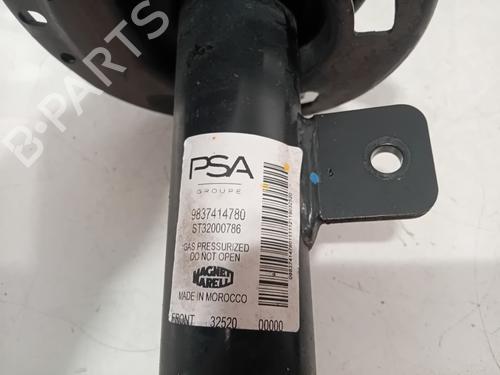 PSA
GROUPE
9837414780
ST32000786
GAS PRESSURIZED
DO NOT OPEN
MAGNETI
MARELLI
MADE IN MOROCCO
FRONT 32520 00000
B-PARTS